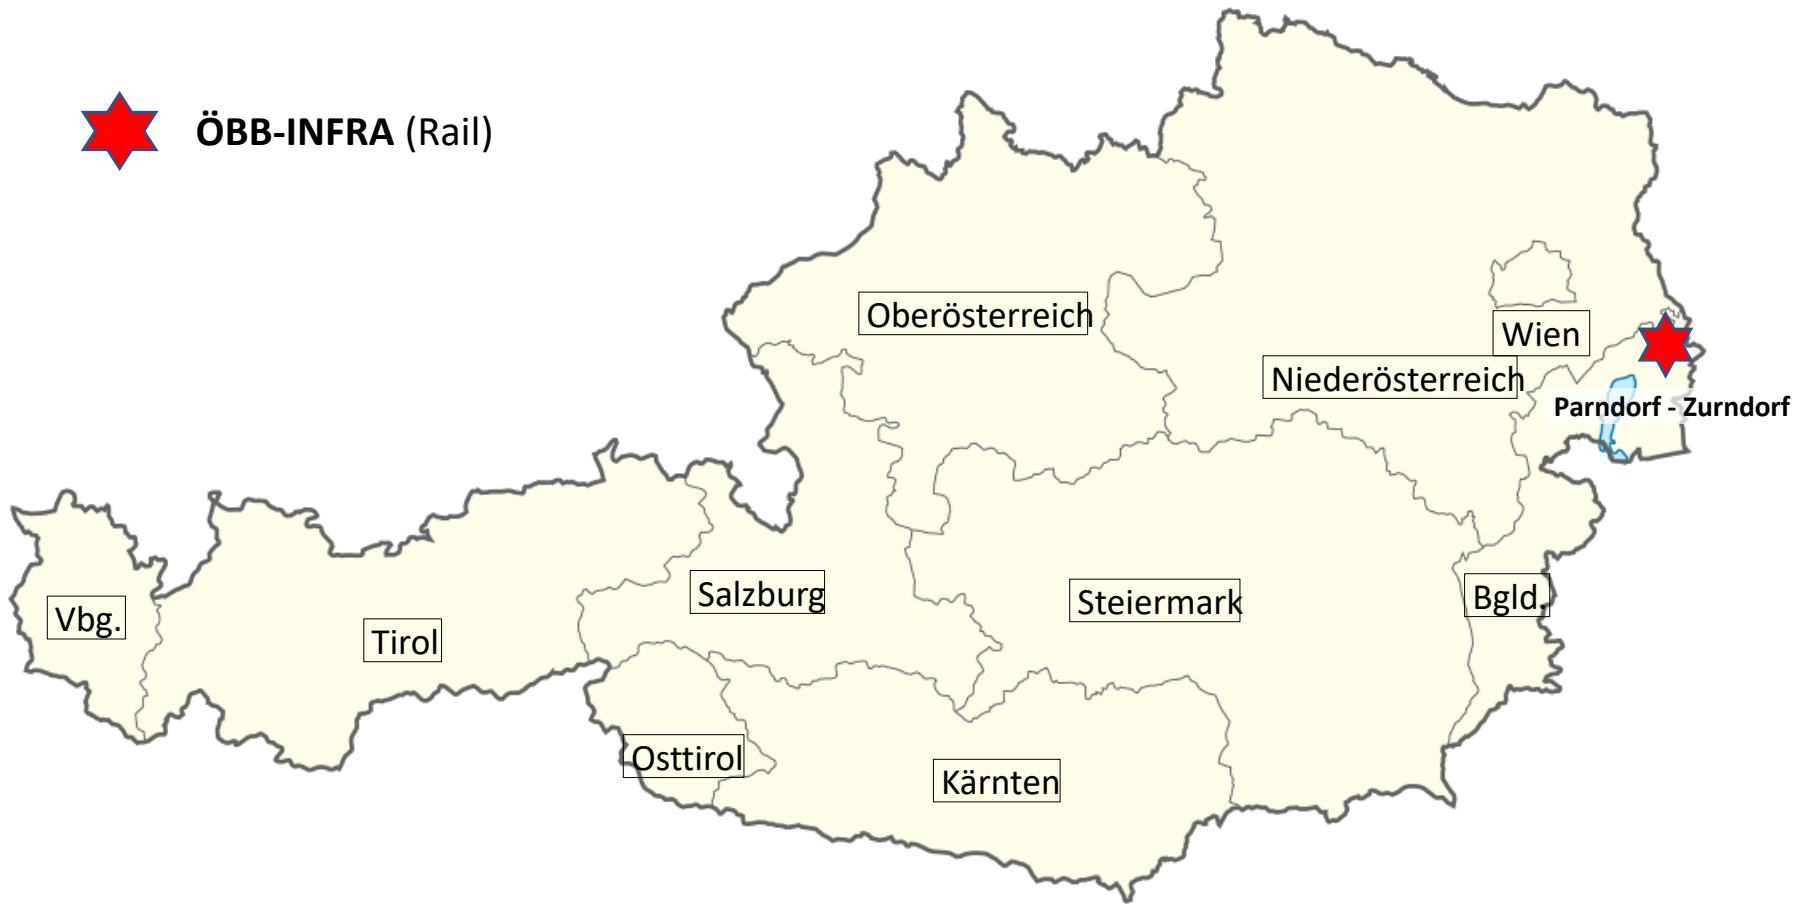 ÖBB-INFRA (Rail)
Oberösterreich
Wien
Niederösterreich
Parndorf - Zurndorf
Salzburg
Steiermark
Bgld.
Vbg.
Tirol
Osttirol
Kärnten